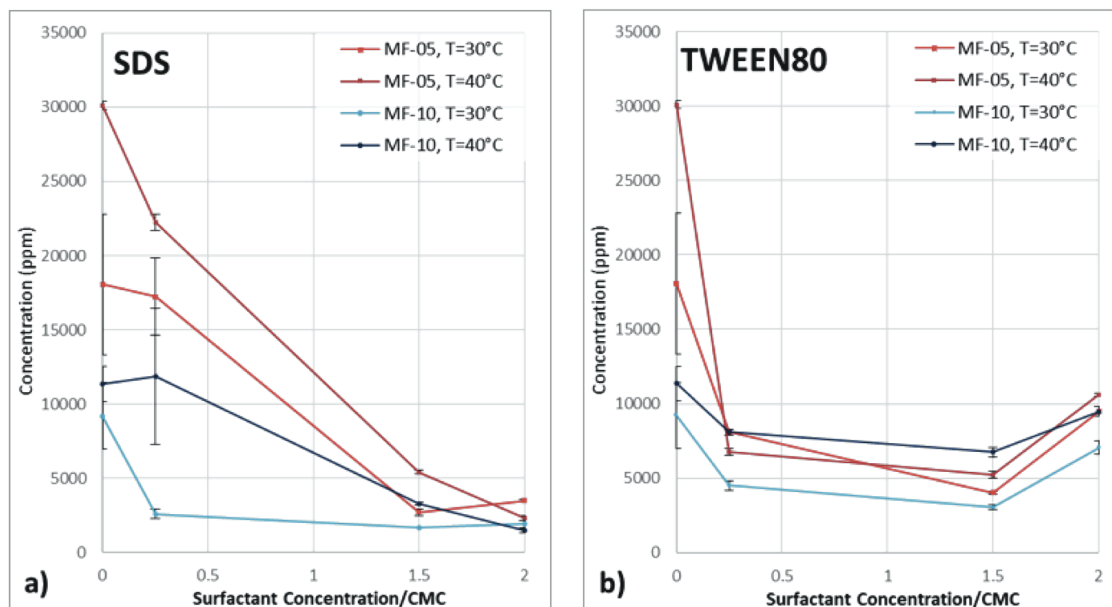 SDS
MF-05, T=30°C
MF-05, T=40°C
MF-10, T=30°C
MF-10, T=40°C
35000
30000
25000
20000
15000
10000
5000
0
Concentration (ppm)
0 0.5 1 1.5 2
Surfactant Concentration/CMC
a)
TWEEN80
MF-05, T=30°C
MF-05, T=40°C
MF-10, T=30°C
MF-10, T=40°C
35000
30000
25000
20000
15000
10000
5000
0
Concentration (ppm)
0 0.5 1 1.5 2
Surfactant Concentration/CMC
b)